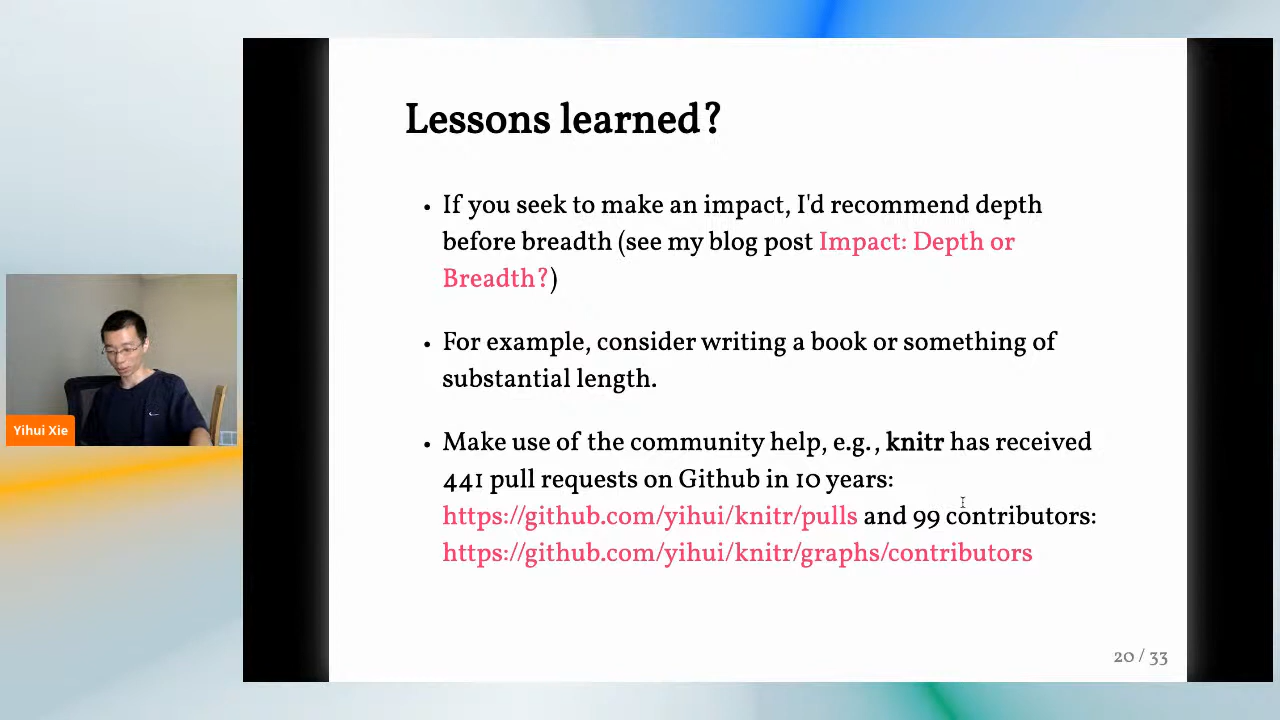 Lessons learned?
• If you seek to make an impact, I'd recommend depth
before breadth (see my blog post Impact: Depth or
Breadth?)
• For example, consider writing a book or something of
substantial length.
• Make use of the community help, e.g., knitr has received
441 pull requests on Github in 10 years:
https://github.com/yihui/knitr/pulls and 99 contributors:
https://github.com/yihui/knitr/graphs/contributors
20 / 33
Yihui Xie